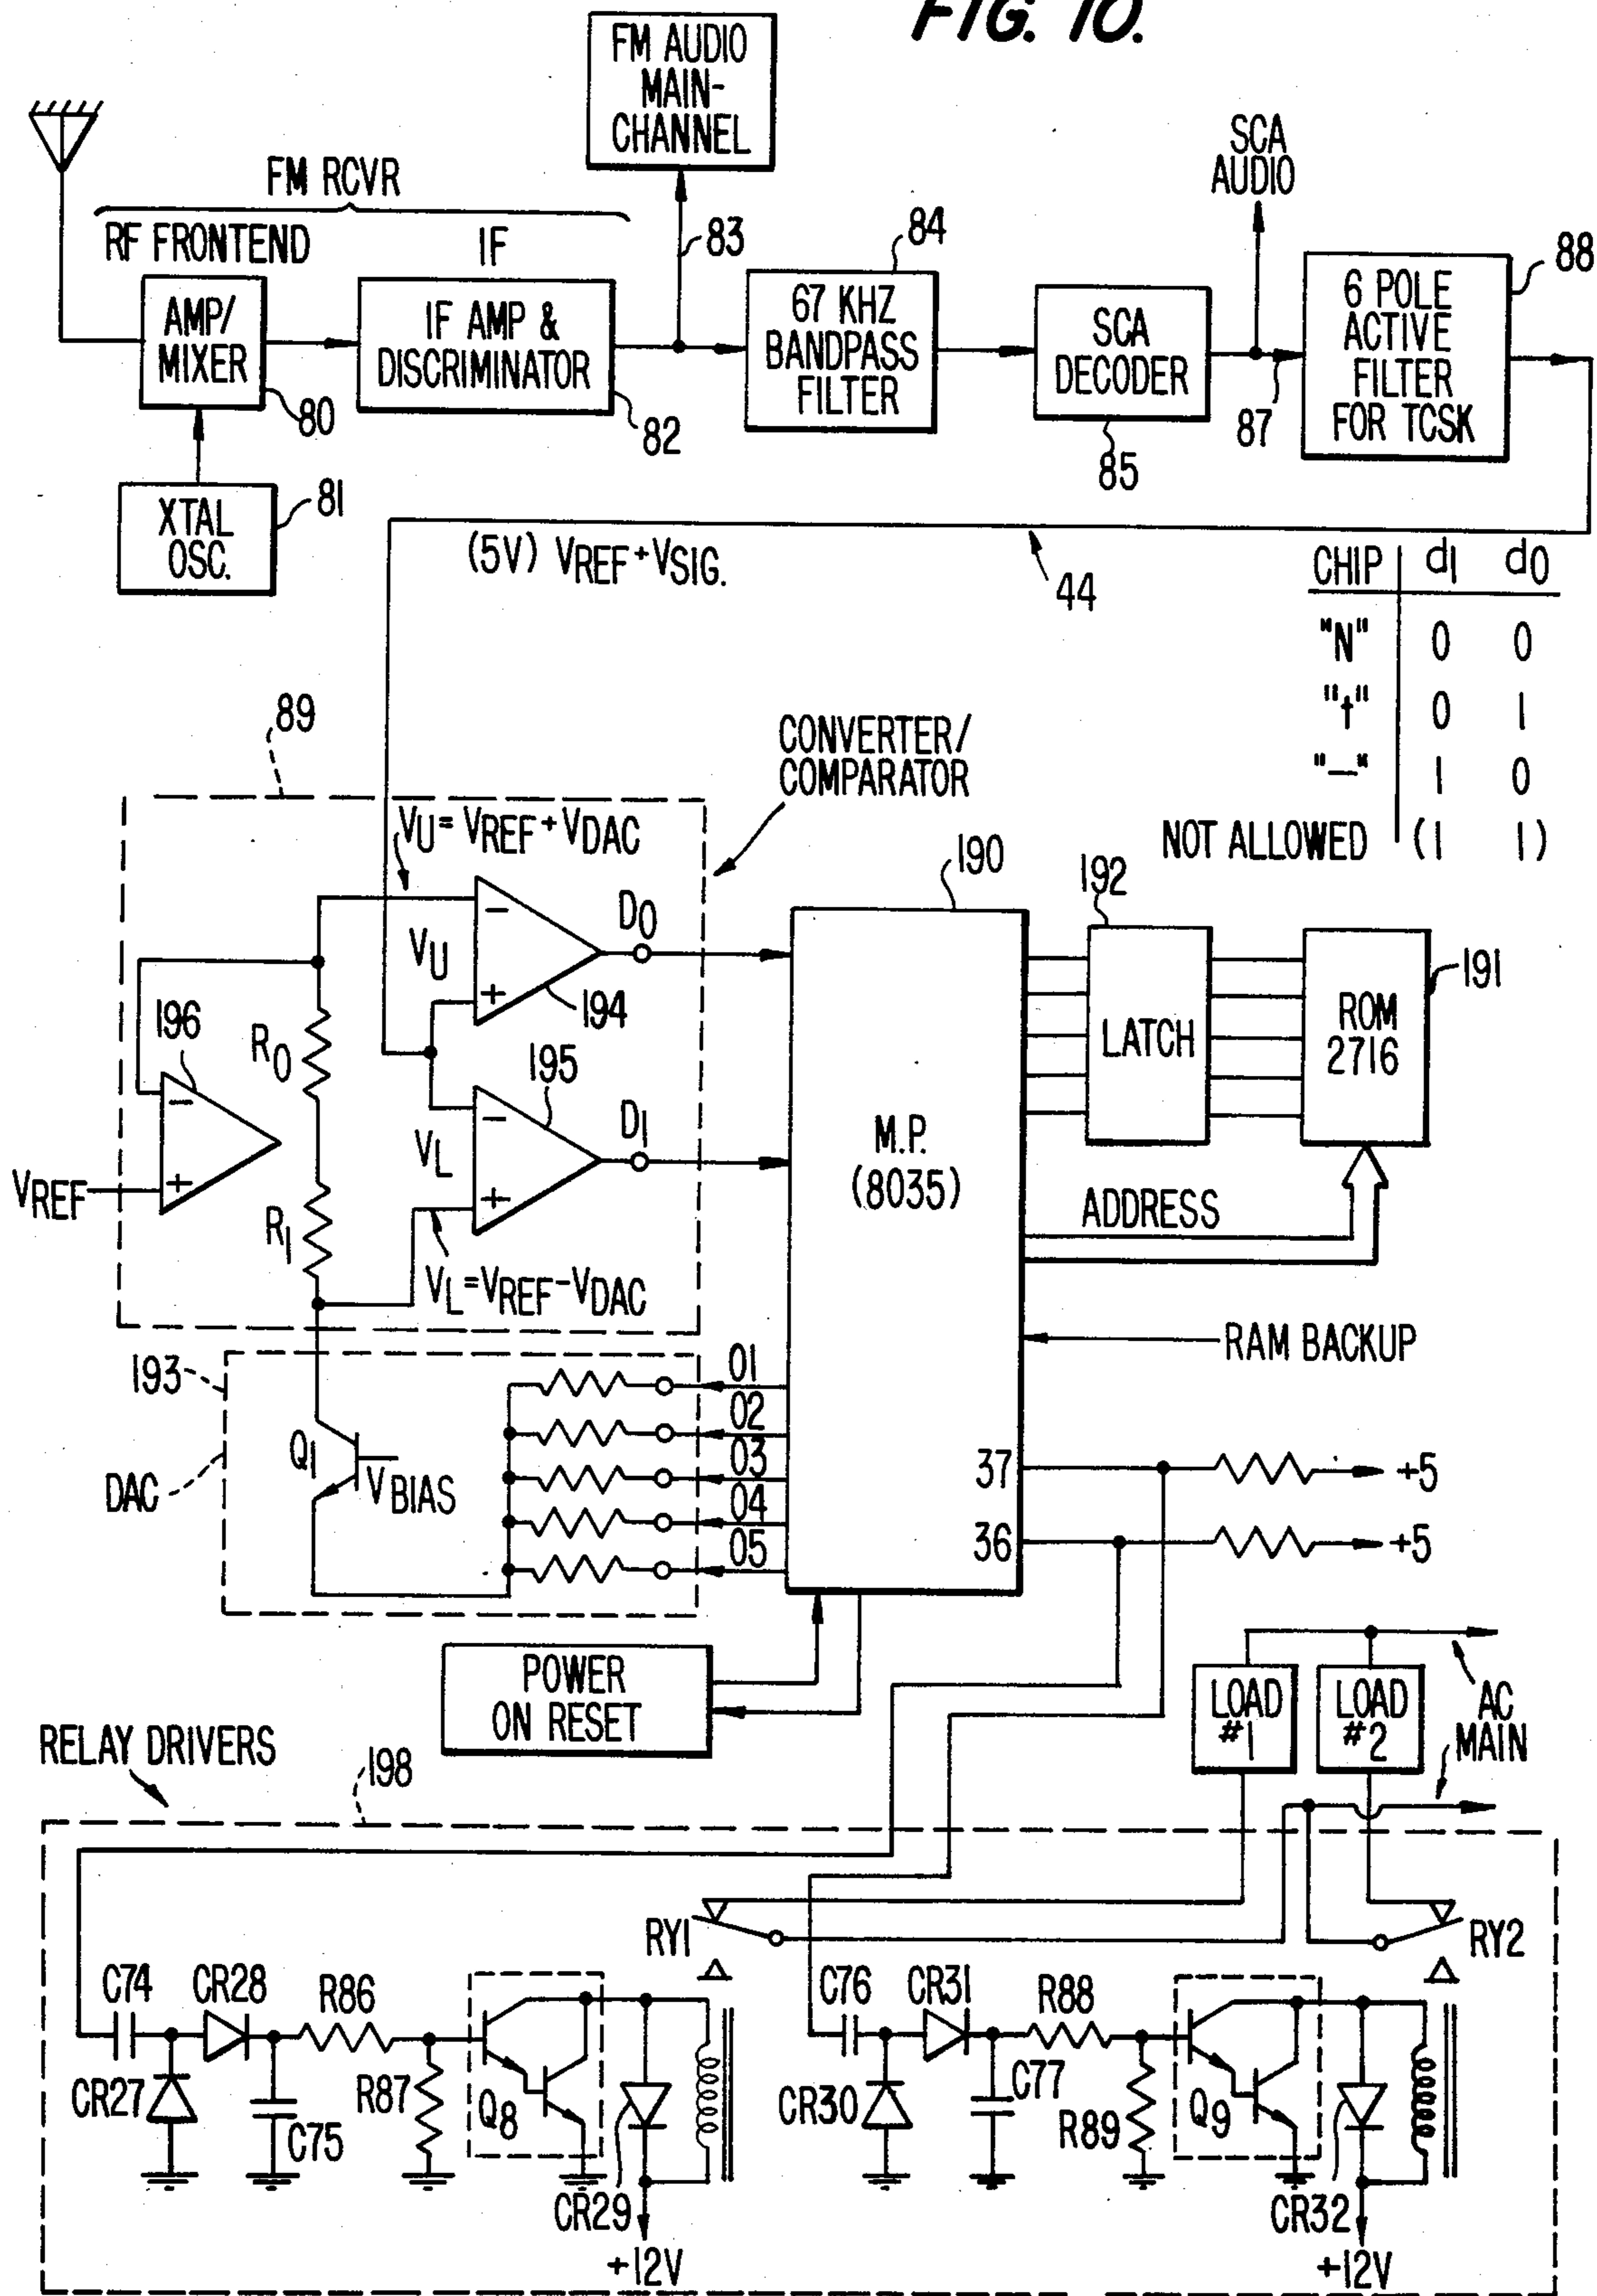 FIG. 10.
FM AUDIO
MAIN-
CHANNEL
SCA
AUDIO
FM RCVR
RF FRONTEND
IF
83
84
88
AMP/
MIXER
80
IF AMP &
DISCRIMINATOR
82
67 KHZ
BANDPASS
FILTER
SCA
DECODER
85
87
6 POLE
ACTIVE
FILTER
FOR TCSK
XTAL
OSC.
81
(5V) VREF+VSIG.
44
CHIP d1 d0
"N" 0 0
"t" 0 1
"—" 1 0
NOT ALLOWED (1 1)
89
CONVERTER/
COMPARATOR
VU=VREF+VDAC
VU
D0
194
196
R0
195
VL
D1
VREF
R1
VL=VREF-VDAC
190
M.P.
(8035)
192
LATCH
ROM
2716
191
ADDRESS
RAM BACKUP
193
DAC
Q1
VBIAS
01
02
03
04
05
37
36
+5
+5
POWER
ON RESET
LOAD
#1
LOAD
#2
AC
MAIN
RELAY DRIVERS
198
RY1
RY2
C74
CR28
R86
CR27
C75
R87
Q8
CR29
+12V
C76
CR31
R88
CR30
C77
R89
Q9
CR32
+12V